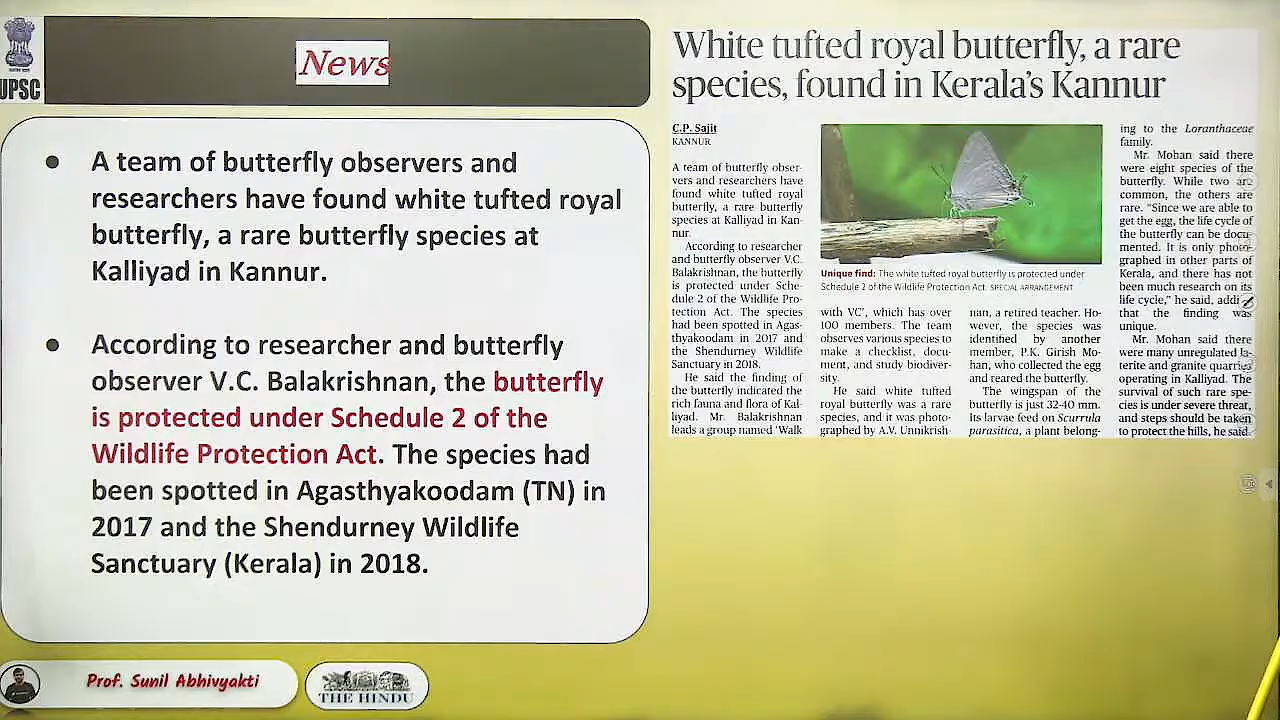 UPSC
News
● A team of butterfly observers and
researchers have found white tufted royal
butterfly, a rare butterfly species at
Kalliyad in Kannur.
● According to researcher and butterfly
observer V.C. Balakrishnan, the butterfly
is protected under Schedule 2 of the
Wildlife Protection Act. The species had
been spotted in Agasthyakoodam (TN) in
2017 and the Shendurney Wildlife
Sanctuary (Kerala) in 2018.
Prof. Sunil Abhivyakti
THE HINDU
White tufted royal butterfly, a rare
species, found in Kerala's Kannur
C.P. Sajit
KANNUR
A team of butterfly obser-
vers and researchers have
found white tufted royal
butterfly, a rare butterfly
species at Kalliyad in Kan-
nur.
According to researcher
and butterfly observer V.C.
Balakrishnan, the butterfly
is protected under Sche-
dule 2 of the Wildlife Pro-
tection Act. The species
had been spotted in Agas-
thyakoodam in 2017 and
the Shendurney Wildlife
Sanctuary in 2018.
He said the finding of
the butterfly indicated the
rich fauna and flora of Kal-
liyad. Mr. Balakrishnan
leads a group named 'Walk
Unique find: The white tufted royal butterfly is protected under
Schedule 2 of the Wildlife Protection Act. SPECIAL ARRANGEMENT
with VC', which has over
100 members. The team
observes various species to
make a checklist, docu-
ment, and study biodiver-
sity.
He said white tufted
royal butterfly was a rare
species, and it was photo-
graphed by A.V. Unnikrish-
nan, a retired teacher. Ho-
wever, the species was
identified by another
member, P.K. Girish Mo-
han, who collected the egg
and reared the butterfly.
The wingspan of the
butterfly is just 32-40 mm.
Its larvae feed on Scurrula
parasitica, a plant belong-
ing to the Loranthaceae
family.
Mr. Mohan said there
were eight species of the
butterfly. While two are
common, the others are
rare. "Since we are able to
get the egg, the life cycle of
the butterfly can be docu-
mented. It is only photo-
graphed in other parts of
Kerala, and there has not
been much research on its
life cycle," he said, adding
that the finding was
unique.
Mr. Mohan said there
were many unregulated la-
terite and granite quarries
operating in Kalliyad. The
survival of such rare spe-
cies is under severe threat,
and steps should be taken
to protect the hills, he said.